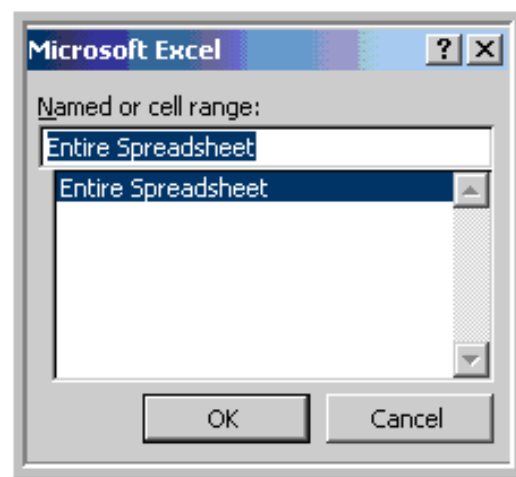 Microsoft Excel ? X
Named or cell range:
Entire Spreadsheet
Entire Spreadsheet
OK Cancel